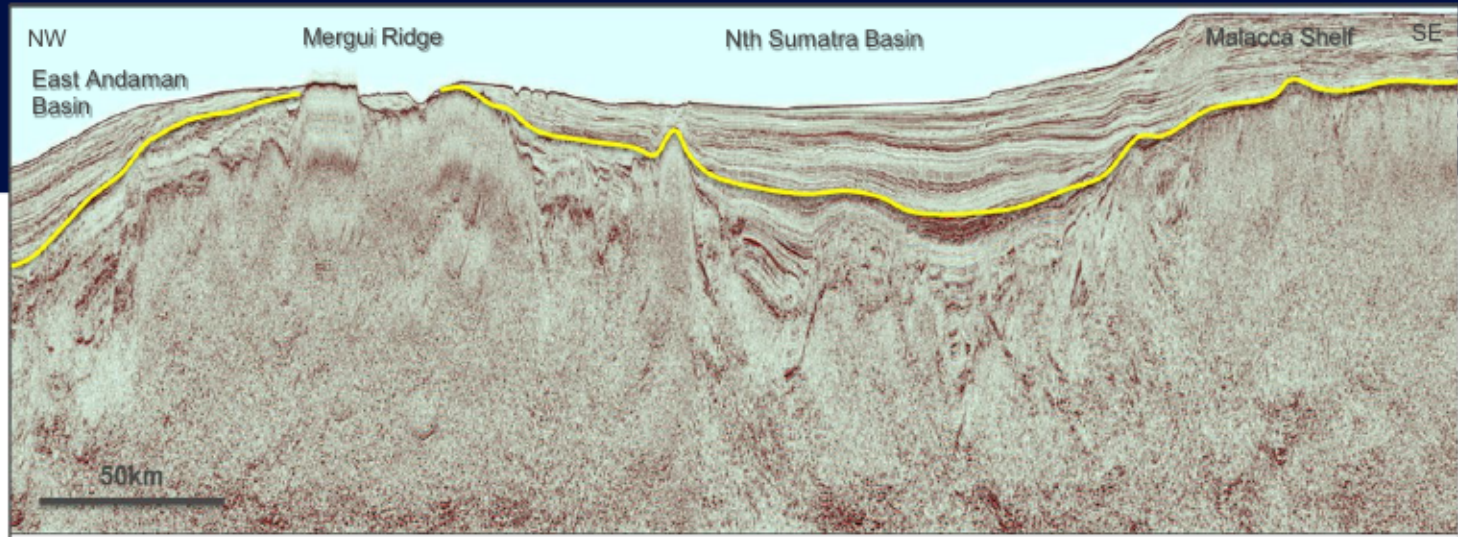 NW
Mergui Ridge
Nth Sumatra Basin
Malacca Shelf
SE
East Andaman
Basin
50km